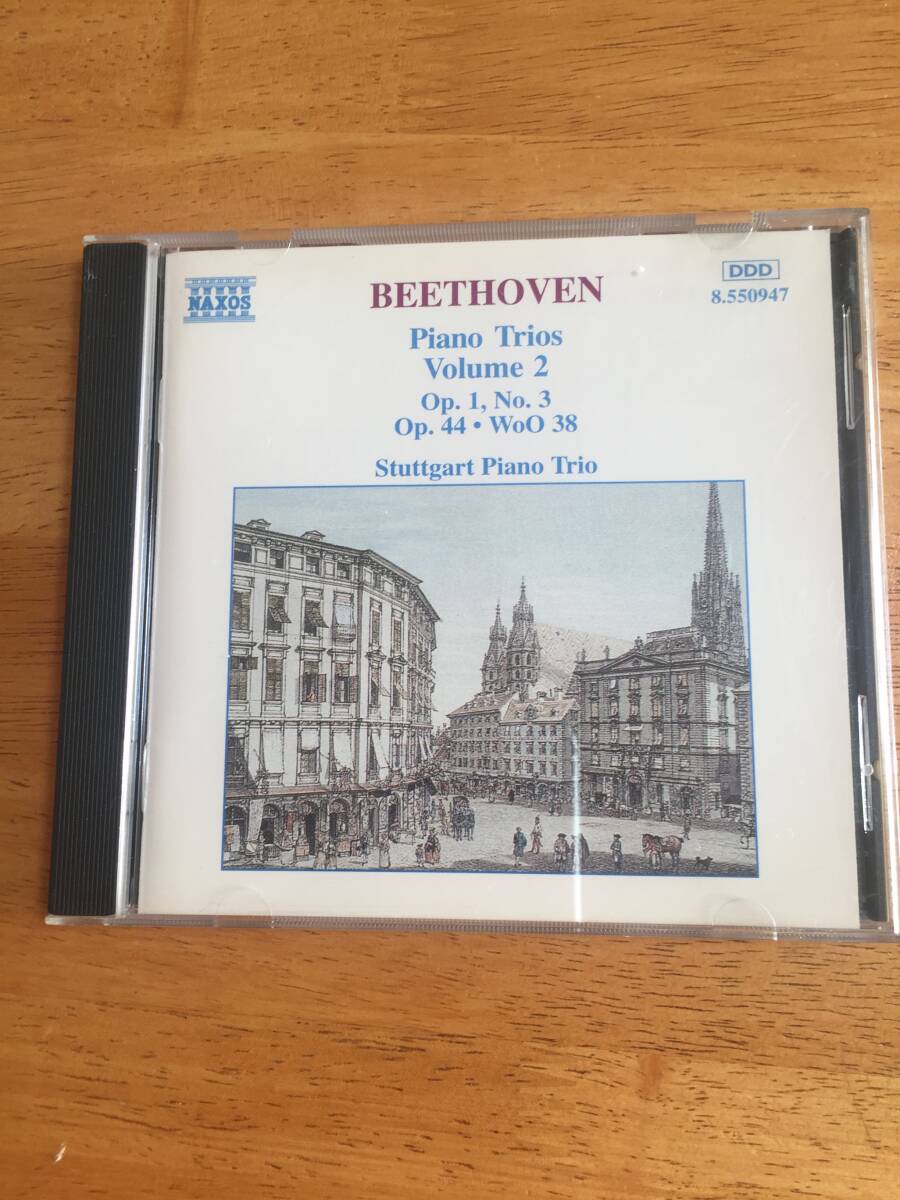 NAXOS
BEETHOVEN
DDD
8.550947
Piano Trios
Volume 2
Op. 1, No. 3
Op. 44 • WoO 38
Stuttgart Piano Trio